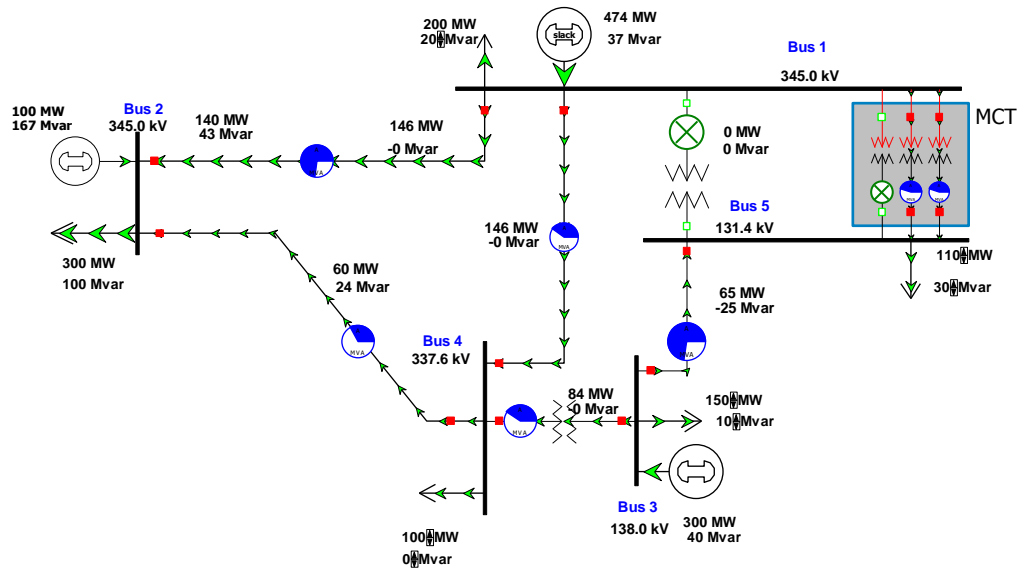 474 MW
37 Mvar
slack
200 MW
20 Mvar
Bus 1
345.0 kV
MCT
Bus 2
345.0 kV
100 MW
167 Mvar
140 MW
43 Mvar
146 MW
-0 Mvar
MVA
0 MW
0 Mvar
MVA
MVA
Bus 5
131.4 kV
146 MW
-0 Mvar
110 MW
30 Mvar
300 MW
100 Mvar
60 MW
24 Mvar
MVA
65 MW
-25 Mvar
MVA
Bus 4
337.6 kV
84 MW
-0 Mvar
MVA
150 MW
10 Mvar
Bus 3
138.0 kV
300 MW
40 Mvar
100 MW
0 Mvar